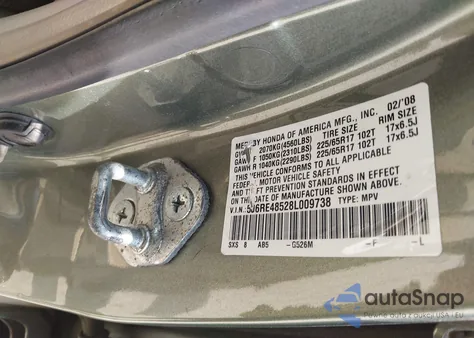 MFD BY HONDA OF AMERICA MFG., INC. 02/'08
GVWR 2070KG(4560LBS) TIRE SIZE RIM SIZE
GAWR F 1050KG(2310LBS) 225/65R17 102T 17x6.5J
GAWR R 1040KG(2290LBS) 225/65R17 102T 17x6.5J
THIS VEHICLE CONFORMS TO ALL APPLICABLE
MOTOR VEHICLE SAFETY
AND THEFT PREVENTION STANDARDS IN EFFECT
ON THE DATE OF MANUFACTURE SHOWN ABOVE.
V.I.N. 5J6RE48528L009738 TYPE: MPV
SXS 8 AB5 -G526M -F -L
autoSnap